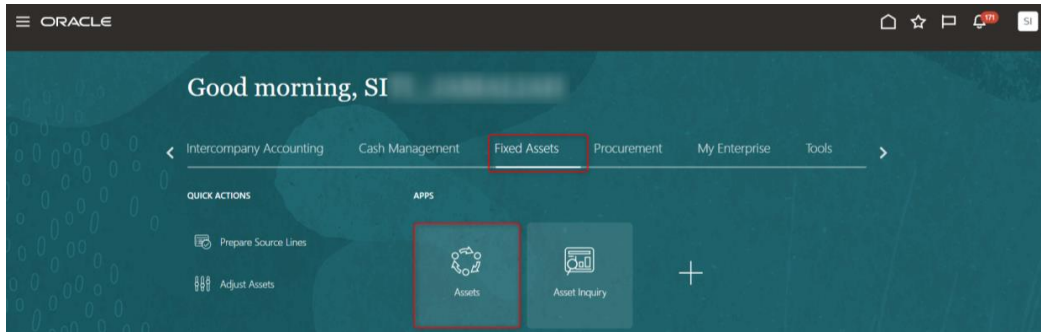 ORACLE
171
SI
Good morning, SI
Intercompany Accounting Cash Management Fixed Assets Procurement My Enterprise Tools
QUICK ACTIONS APPS
Prepare Source Lines
Adjust Assets
Assets Asset Inquiry